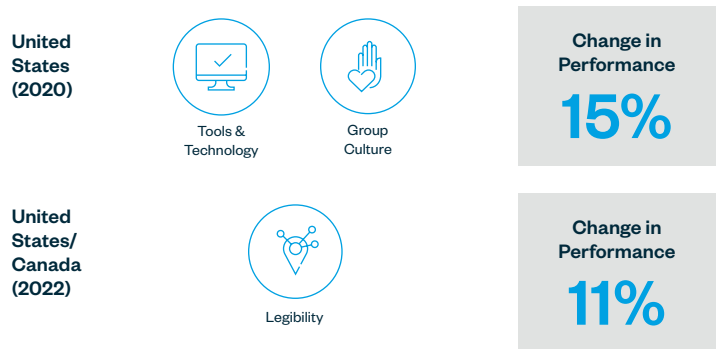 United
States
(2020)
Tools &
Technology
Group
Culture
Change in
Performance
15%
United
States/
Canada
(2022)
Legibility
Change in
Performance
11%